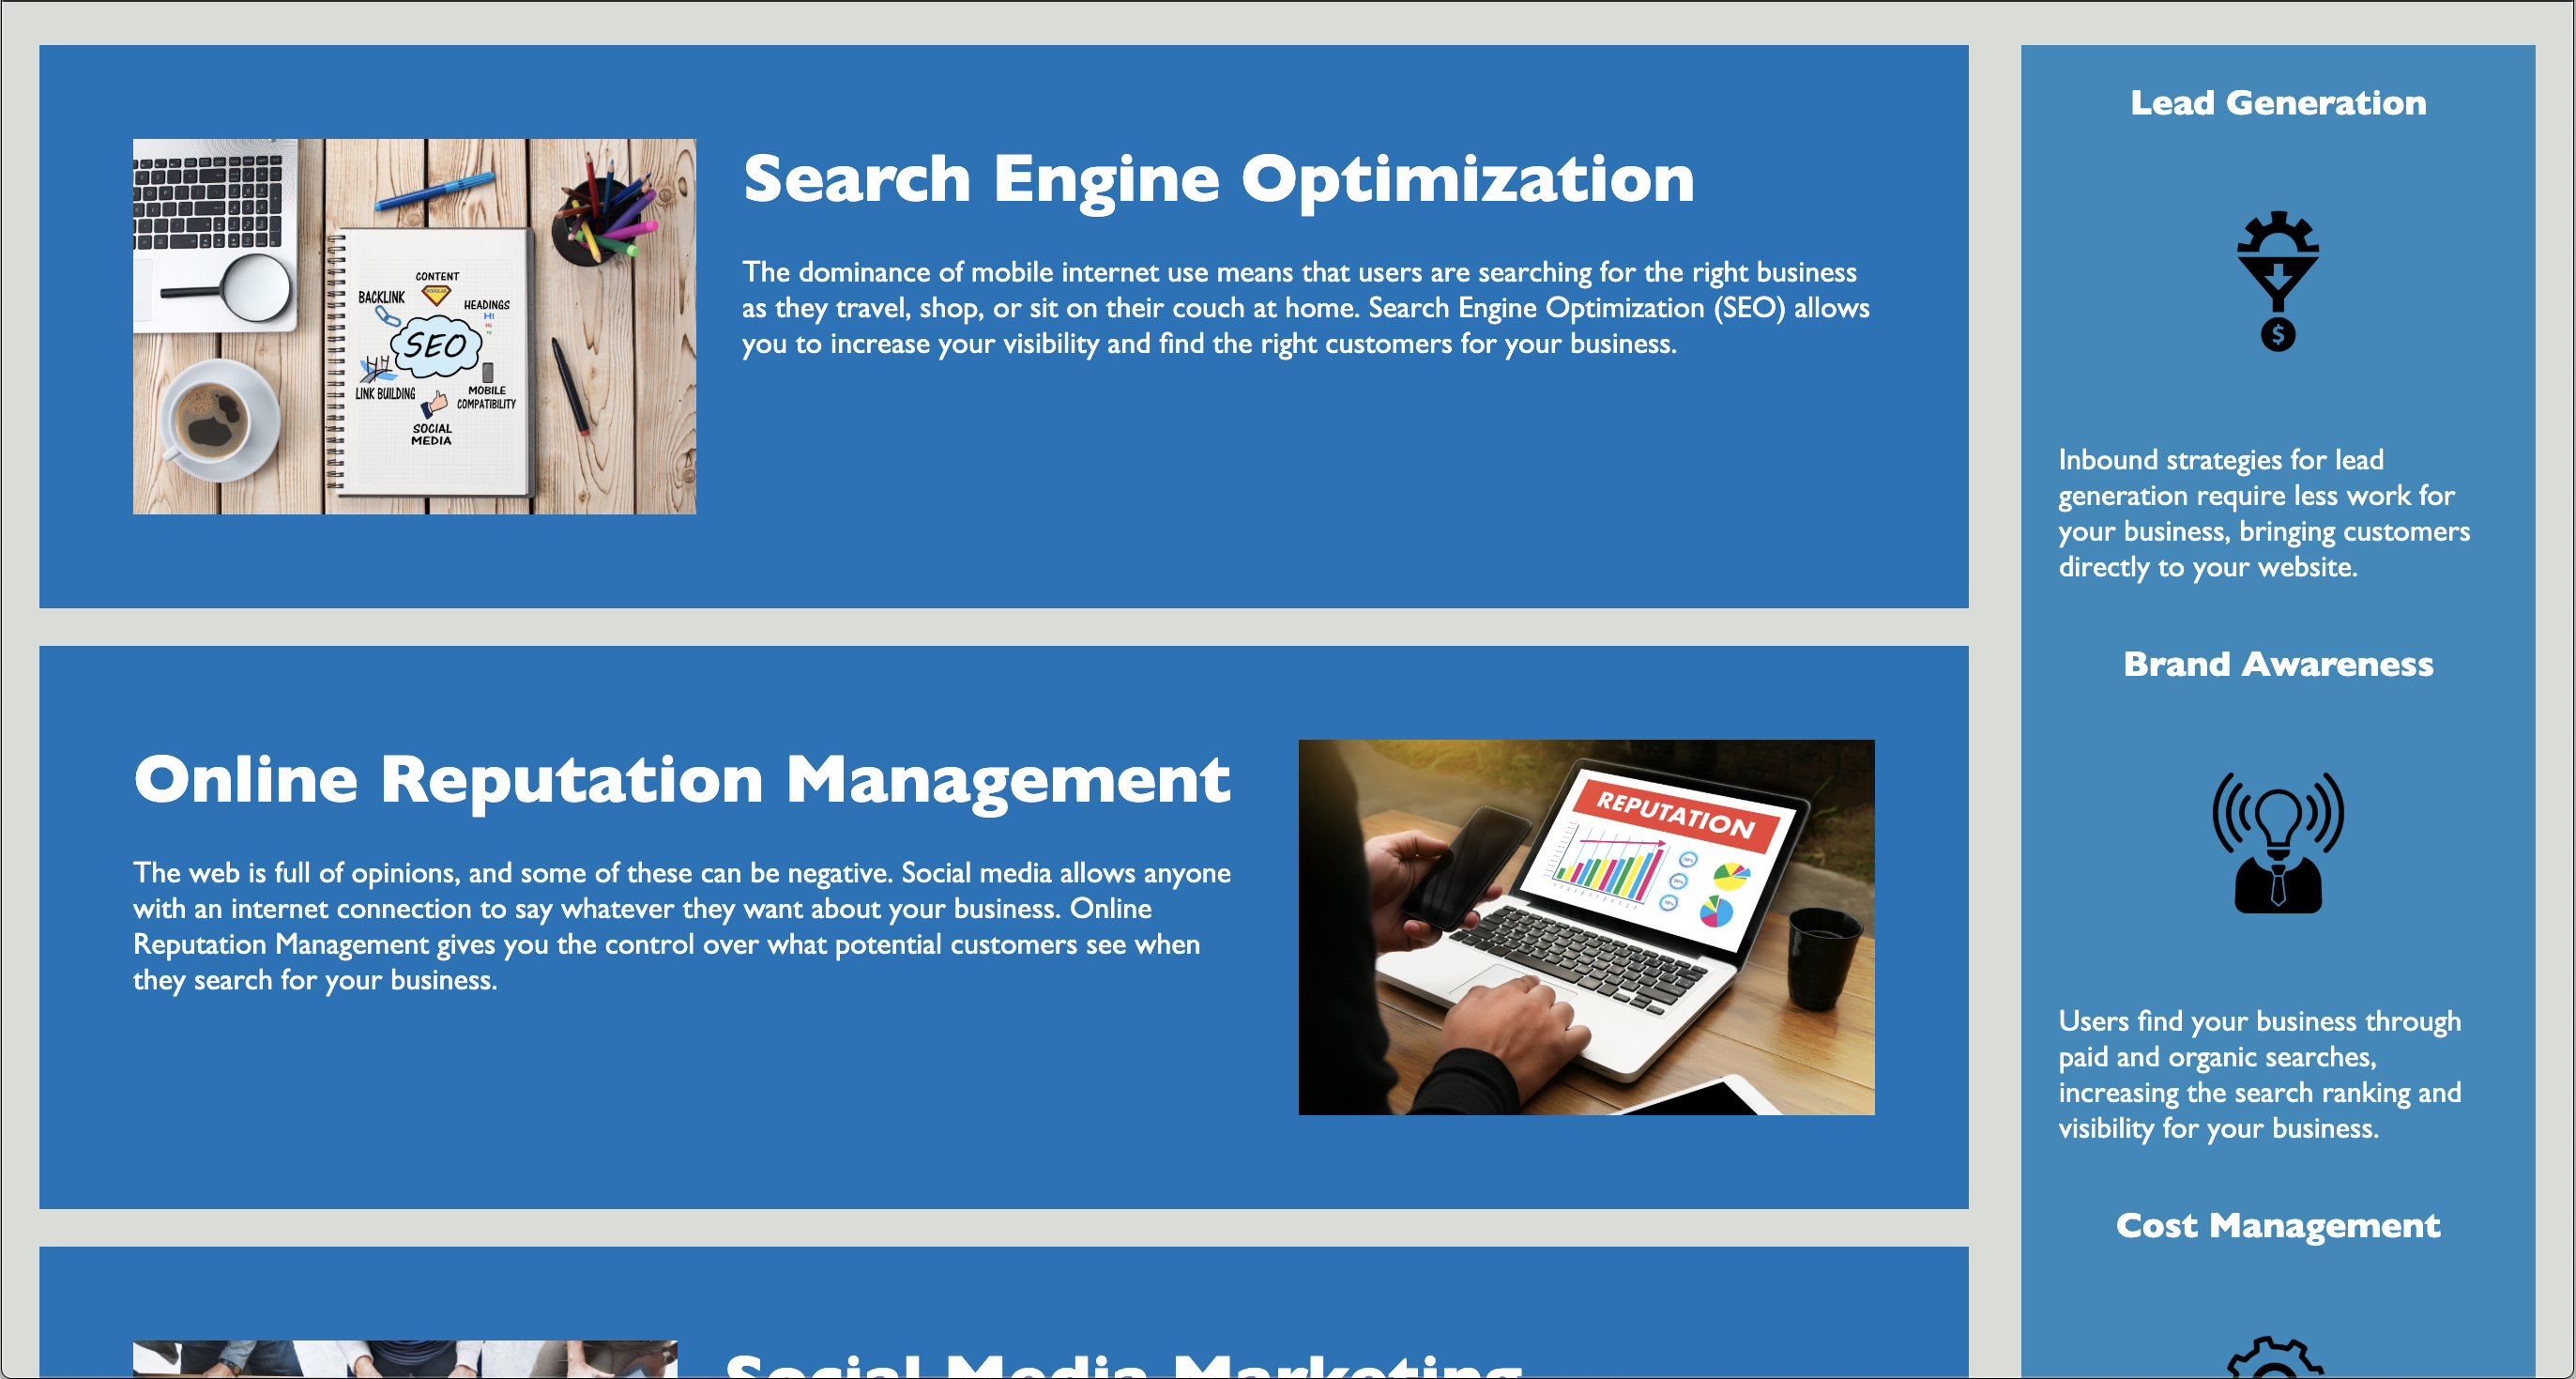 Search Engine Optimization
The dominance of mobile internet use means that users are searching for the right business
as they travel, shop, or sit on their couch at home. Search Engine Optimization (SEO) allows
you to increase your visibility and find the right customers for your business.
CONTENT
BACKLINK
HEADINGS
H1
SEO
LINK BUILDING
MOBILE
COMPATIBILITY
SOCIAL
MEDIA
Online Reputation Management
The web is full of opinions, and some of these can be negative. Social media allows anyone
with an internet connection to say whatever they want about your business. Online
Reputation Management gives you the control over what potential customers see when
they search for your business.
REPUTATION
Social Media Marketing
Lead Generation
$
Inbound strategies for lead
generation require less work for
your business, bringing customers
directly to your website.
Brand Awareness
Users find your business through
paid and organic searches,
increasing the search ranking and
visibility for your business.
Cost Management